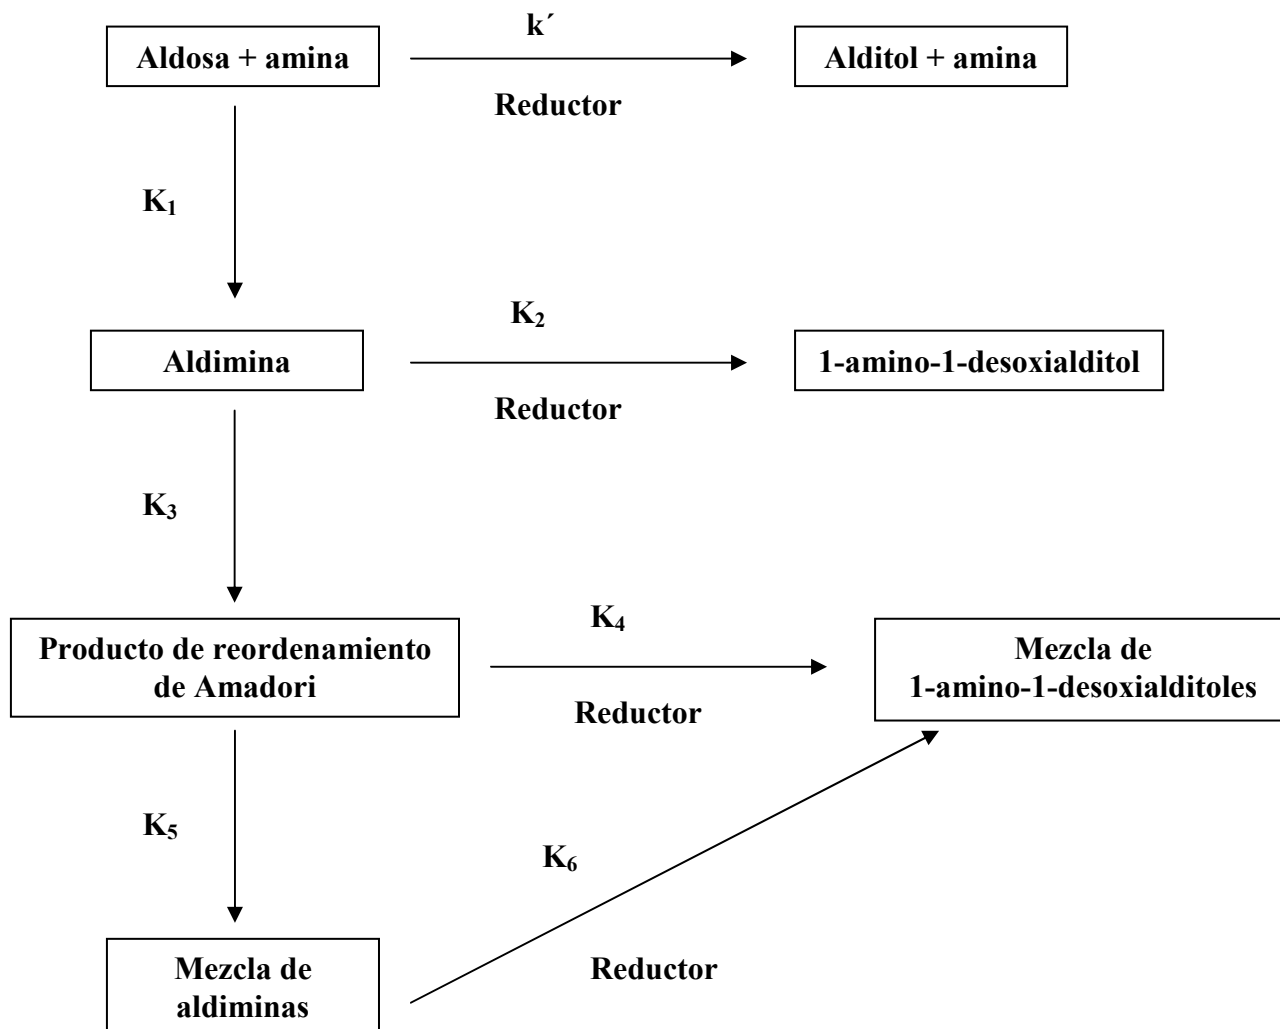 k´
Aldosa + amina
Alditol + amina
Reductor
K₁
K₂
Aldimina
1-amino-1-desoxialditol
Reductor
K₃
K₄
Producto de reordenamiento
de Amadori
Mezcla de
1-amino-1-desoxialditoles
Reductor
K₅
K₆
Reductor
Mezcla de
aldiminas